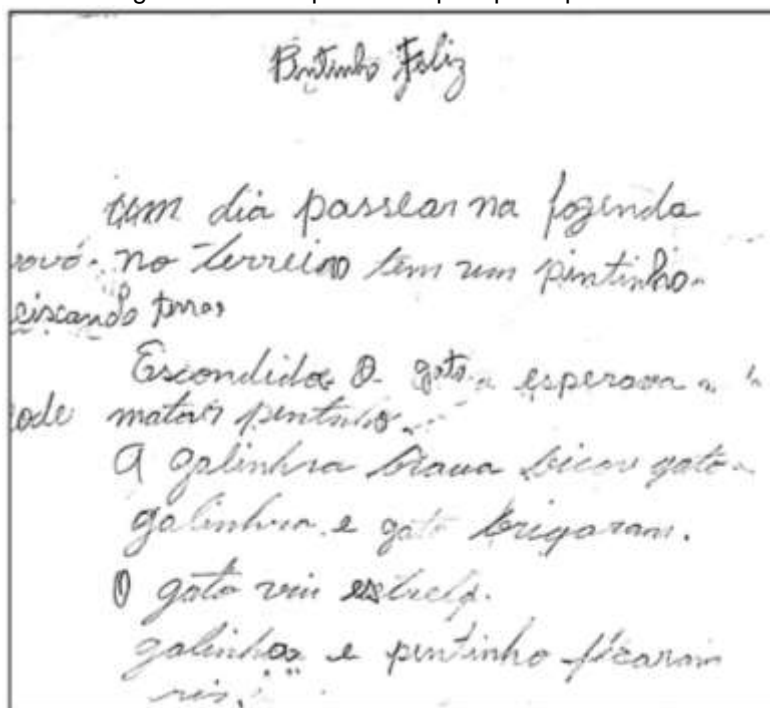 Pintinho Feliz
um dia passear na fazenda
vovó. no terreiro tem um pintinho
ciscando
Escondido O gato esperava
pode matar pintinho.
A galinha brava bicou gato
galinha e gato brigaram.
O gato viu estrela.
galinha e pintinho ficaram